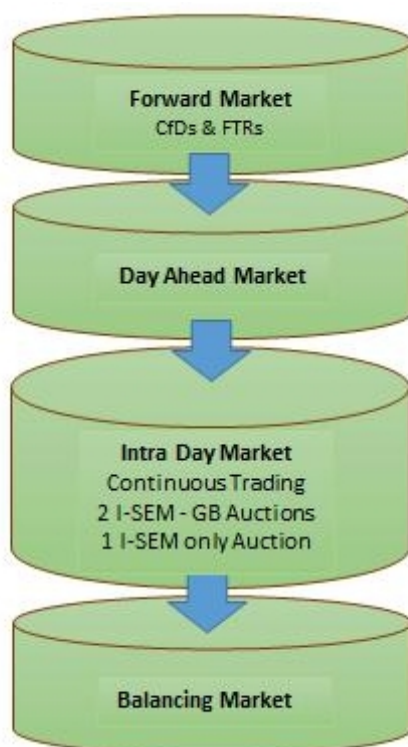 Forward Market
CfDs & FTRs
Day Ahead Market
Intra Day Market
Continuous Trading
2 I-SEM - GB Auctions
1 I-SEM only Auction
Balancing Market